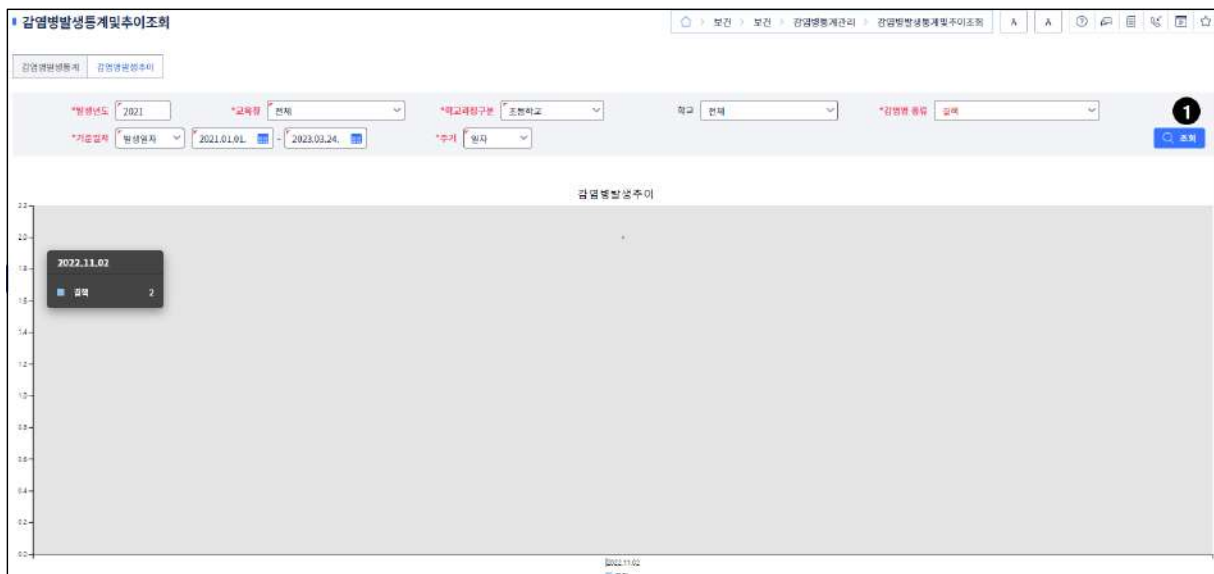 감염병발생통계및추이조회
보건 > 보건 > 감염병통계관리 > 감염병발생통계및추이조회 A A
감염병발생통계 감염병발생추이
*발생년도 2021 *교육청 전체 *학교과정구분 초등학교 학교 전체 *감염병 종류 결핵
1
*기준일자 발생일자 2021.01.01. - 2023.03.24. *주기 일자 조회
감염병발생추이
2.2
2.0
2022.11.02
1.8
결핵 2
1.6
1.4
1.2
1.0
0.8
0.6
0.4
0.2
0.0
2022.11.02